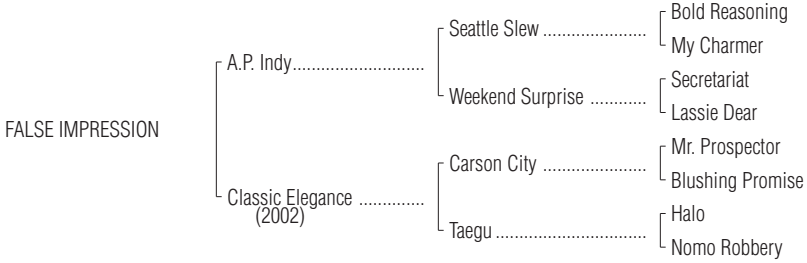 Bold Reasoning
Seattle Slew ......................
My Charmer
A.P. Indy............................
Secretariat
Weekend Surprise ............
Lassie Dear
FALSE IMPRESSION
Mr. Prospector
Carson City ......................
Blushing Promise
Classic Elegance ..............
(2002)
Halo
Taegu ................................
Nomo Robbery